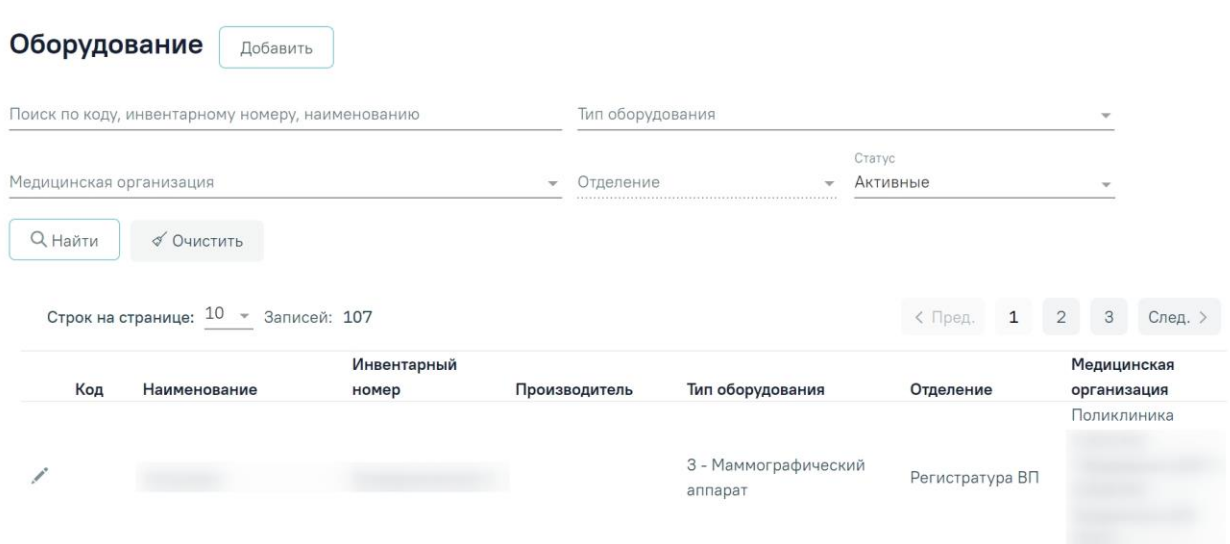 Оборудование Добавить
Поиск по коду, инвентарному номеру, наименованию Тип оборудования
Статус
Медицинская организация Отделение Активные
Найти Очистить
Строк на странице: 10 Записей: 107 < Пред. 1 2 3 След. >
Инвентарный Медицинская
Код Наименование номер Производитель Тип оборудования Отделение организация
Поликлиника
3 - Маммографический
аппарат
Регистратура ВП